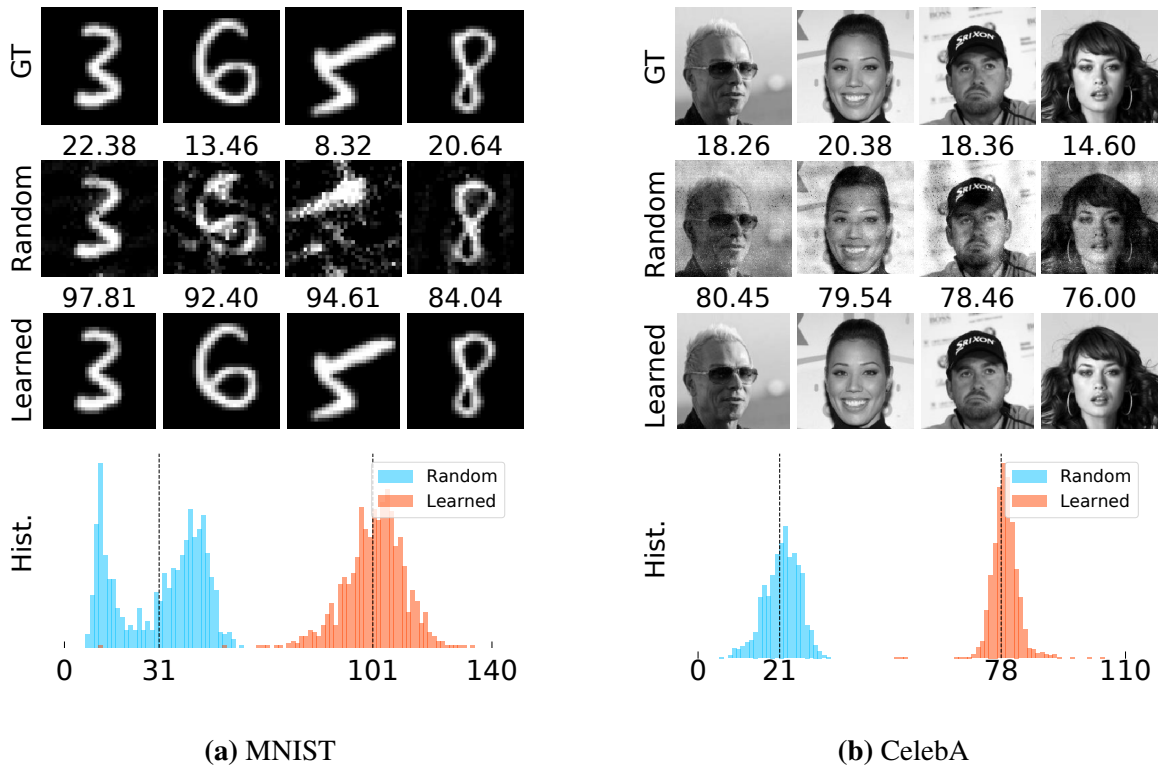 GT
22.38 13.46 8.32 20.64
Random
97.81 92.40 94.61 84.04
Learned
Hist.
Random
Learned
0 31 101 140
(a) MNIST
GT
SRIXON
18.26 20.38 18.36 14.60
Random
SRIXON
80.45 79.54 78.46 76.00
Learned
SRIXON
Hist.
Random
Learned
0 21 78 110
(b) CelebA